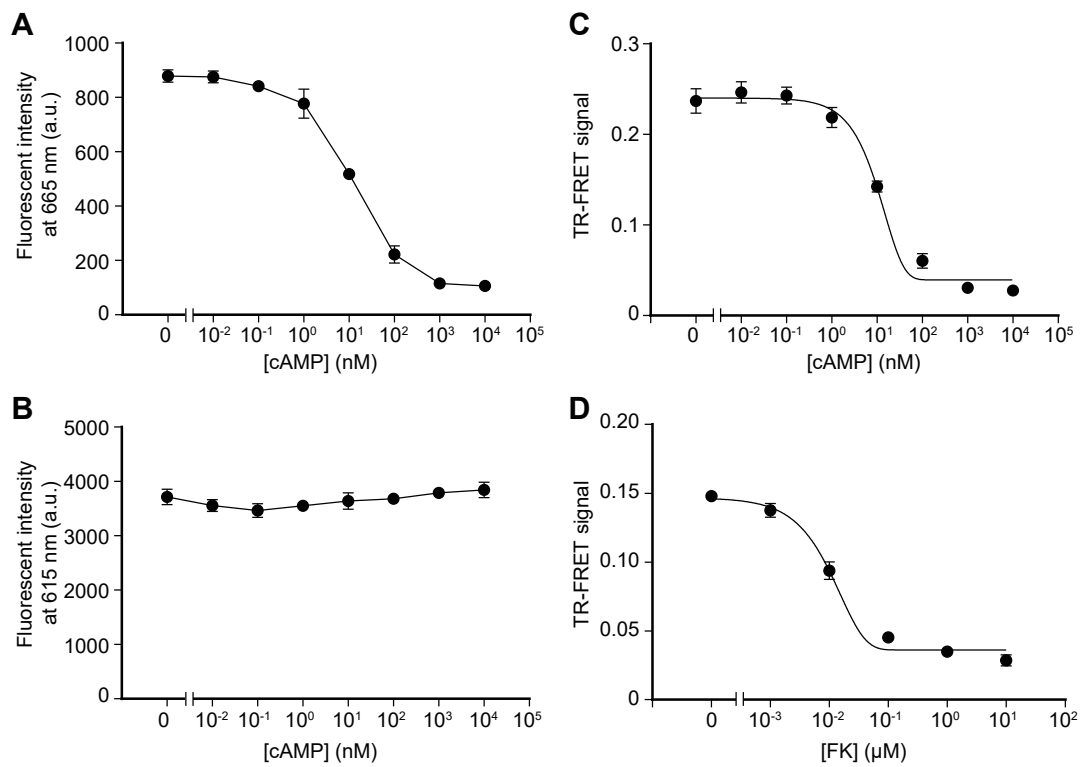 A
Fluorescent intensity
at 665 nm (a.u.)
1000
800
600
400
200
0
0 10⁻² 10⁻¹ 10⁰ 10¹ 10² 10³ 10⁴ 10⁵
[cAMP] (nM)
B
Fluorescent intensity
at 615 nm (a.u.)
5000
4000
3000
2000
1000
0
0 10⁻² 10⁻¹ 10⁰ 10¹ 10² 10³ 10⁴ 10⁵
[cAMP] (nM)
C
TR-FRET signal
0.3
0.2
0.1
0
0 10⁻² 10⁻¹ 10⁰ 10¹ 10² 10³ 10⁴ 10⁵
[cAMP] (nM)
D
TR-FRET signal
0.20
0.15
0.10
0.05
0
0 10⁻³ 10⁻² 10⁻¹ 10⁰ 10¹ 10²
[FK] (µM)